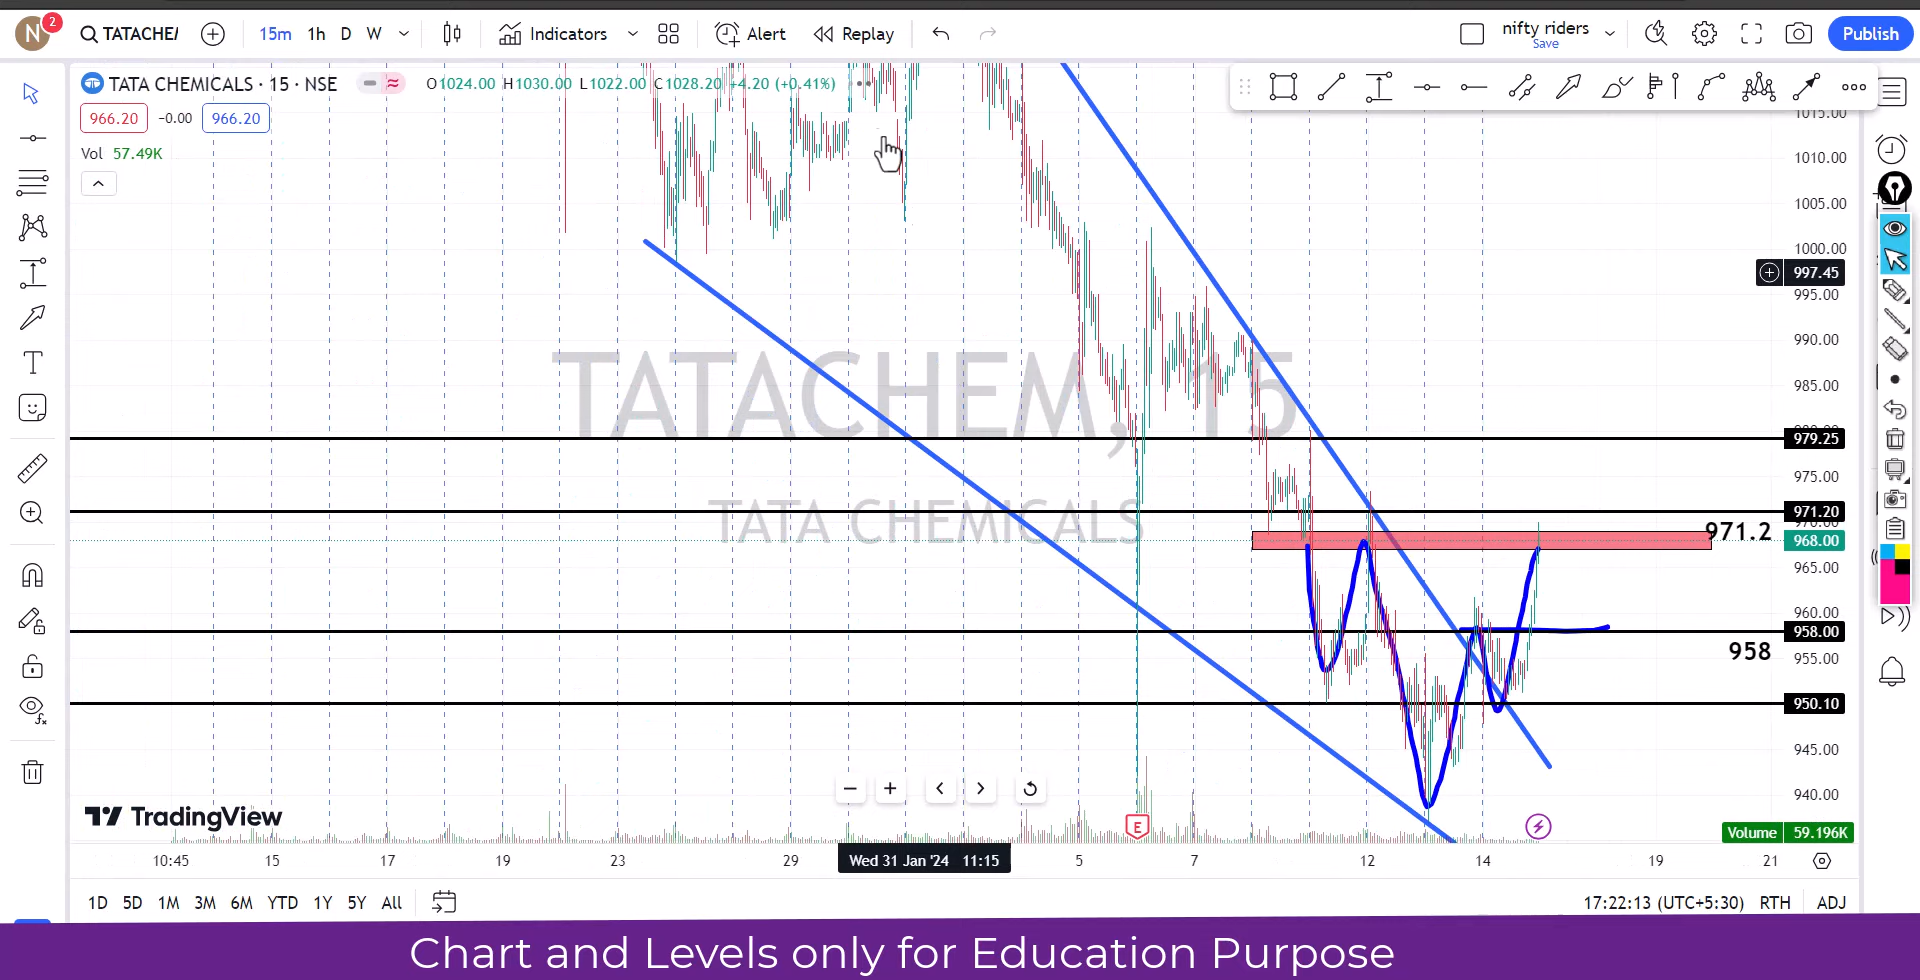 N 2 TATACHEM 15m 1h D W Indicators Alert Replay nifty riders Save Publish
TATA CHEMICALS · 15 · NSE O1024.00 H1030.00 L1022.00 C1028.20 +4.20 (+0.41%)
966.20 −0.00 966.20
Vol 57.49K
1015.00
1010.00
1005.00
1000.00
997.45
995.00
990.00
985.00
TATACHEM, 15
979.25
975.00
TATA CHEMICALS
971.20
970.00
971.2
968.00
965.00
960.00
958.00
958
955.00
950.10
945.00
940.00
TradingView
E
Volume 59.196K
10:45 15 17 19 23 29 Wed 31 Jan '24 11:15 5 7 12 14 19 21
1D 5D 1M 3M 6M YTD 1Y 5Y All 17:22:13 (UTC+5:30) RTH ADJ
Chart and Levels only for Education Purpose